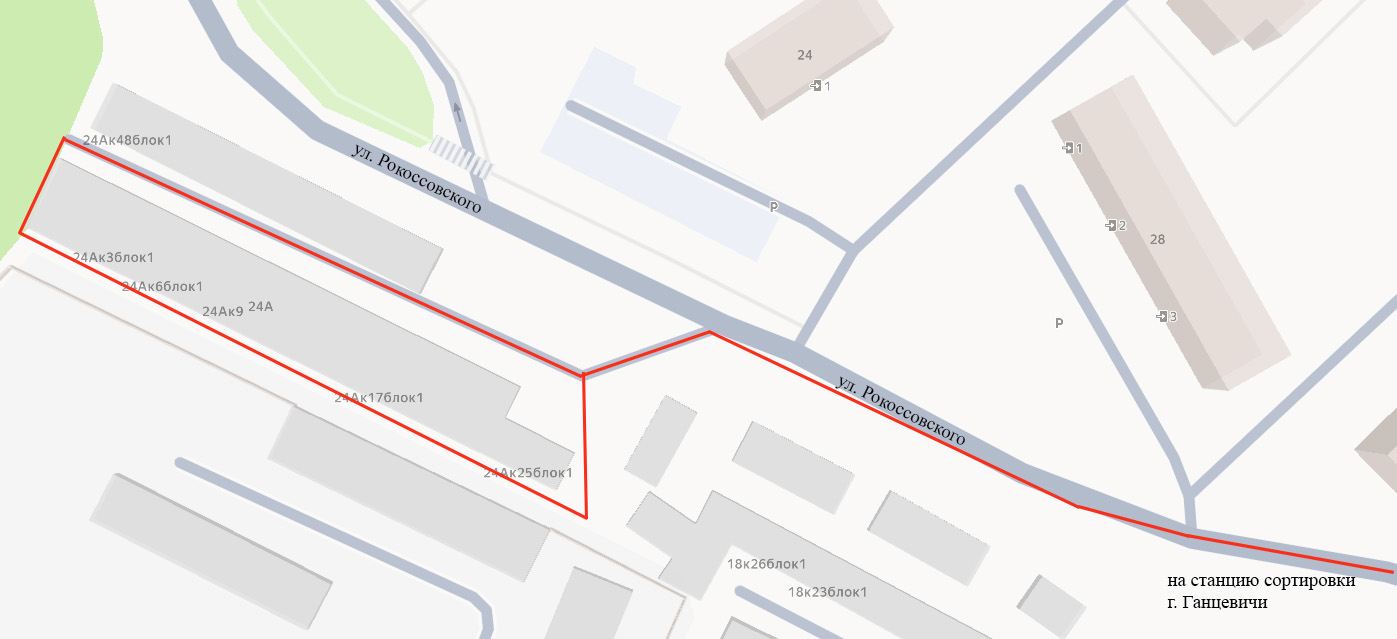 24
1
24Ак48блок1
ул. Рокоссовского
1
P
2
28
24Ак3блок1
24Ак6блок1
24Ак9
24А
3
P
ул. Рокоссовского
24Ак17блок1
24Ак25блок1
18к26блок1
18к23блок1
на станцию сортировки
г. Ганцевичи